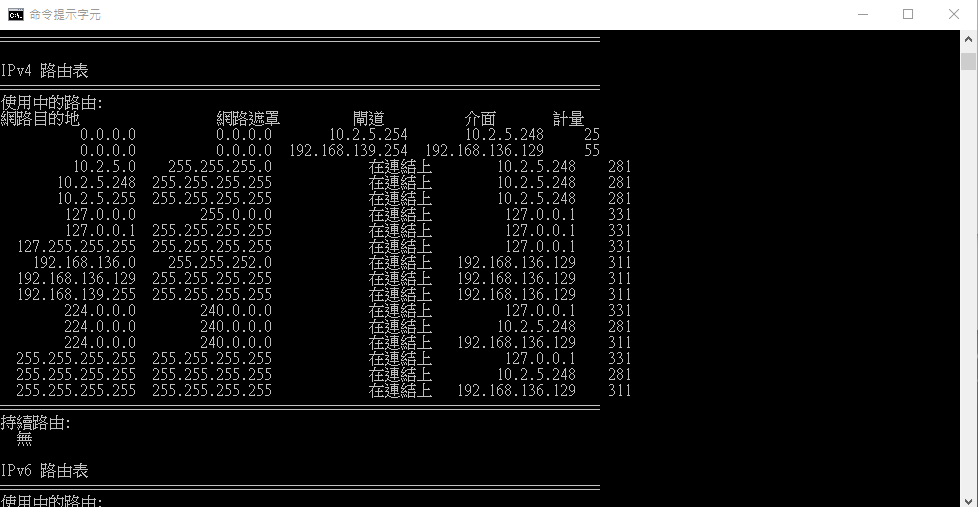 命令提示字元
IPv4 路由表
使用中的路由:
網路目的地 網路遮罩 閘道 介面 計量
0.0.0.0 0.0.0.0 10.2.5.254 10.2.5.248 25
0.0.0.0 0.0.0.0 192.168.139.254 192.168.136.129 55
10.2.5.0 255.255.255.0 在連結上 10.2.5.248 281
10.2.5.248 255.255.255.255 在連結上 10.2.5.248 281
10.2.5.255 255.255.255.255 在連結上 10.2.5.248 281
127.0.0.0 255.0.0.0 在連結上 127.0.0.1 331
127.0.0.1 255.255.255.255 在連結上 127.0.0.1 331
127.255.255.255 255.255.255.255 在連結上 127.0.0.1 331
192.168.136.0 255.255.252.0 在連結上 192.168.136.129 311
192.168.136.129 255.255.255.255 在連結上 192.168.136.129 311
192.168.139.255 255.255.255.255 在連結上 192.168.136.129 311
224.0.0.0 240.0.0.0 在連結上 127.0.0.1 331
224.0.0.0 240.0.0.0 在連結上 10.2.5.248 281
224.0.0.0 240.0.0.0 在連結上 192.168.136.129 311
255.255.255.255 255.255.255.255 在連結上 127.0.0.1 331
255.255.255.255 255.255.255.255 在連結上 10.2.5.248 281
255.255.255.255 255.255.255.255 在連結上 192.168.136.129 311
持續路由:
無
IPv6 路由表
使用中的路由: